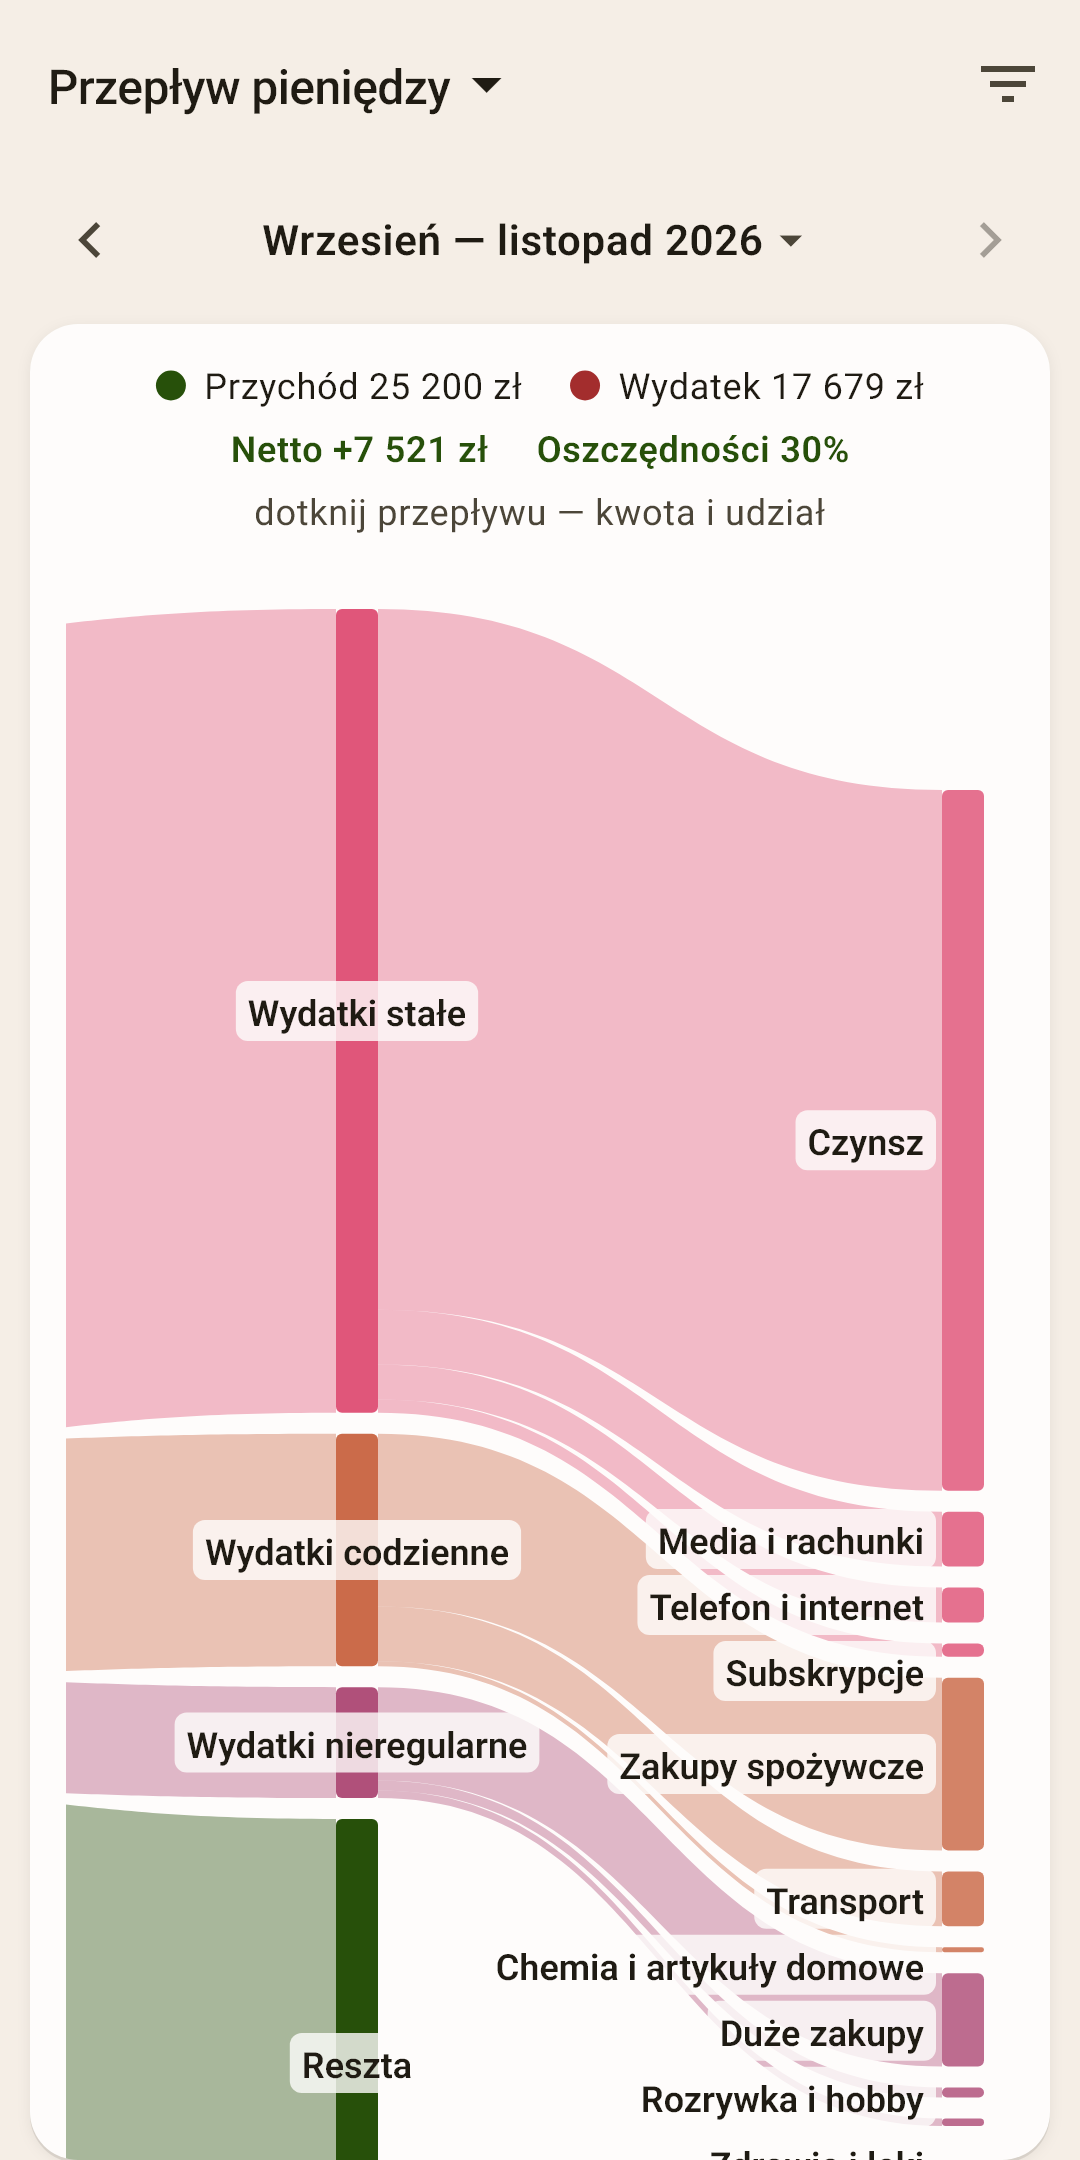 Przepływ pieniędzy
Wrzesień – listopad 2026
Przychód 25 200 zł Wydatek 17 679 zł
Netto +7 521 zł Oszczędności 30%
dotknij przepływu – kwota i udział
Wydatki stałe
Czynsz
Media i rachunki
Wydatki codzienne
Telefon i internet
Subskrypcje
Wydatki nieregularne
Zakupy spożywcze
Transport
Chemia i artykuły domowe
Duże zakupy
Reszta
Rozrywka i hobby
Zdrowie i leki